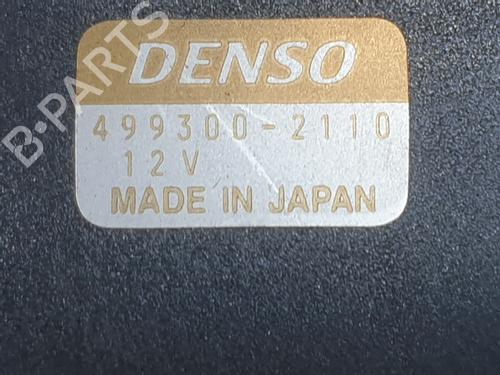 B-PARTS
DENSO
499300-2110
12V
MADE IN JAPAN